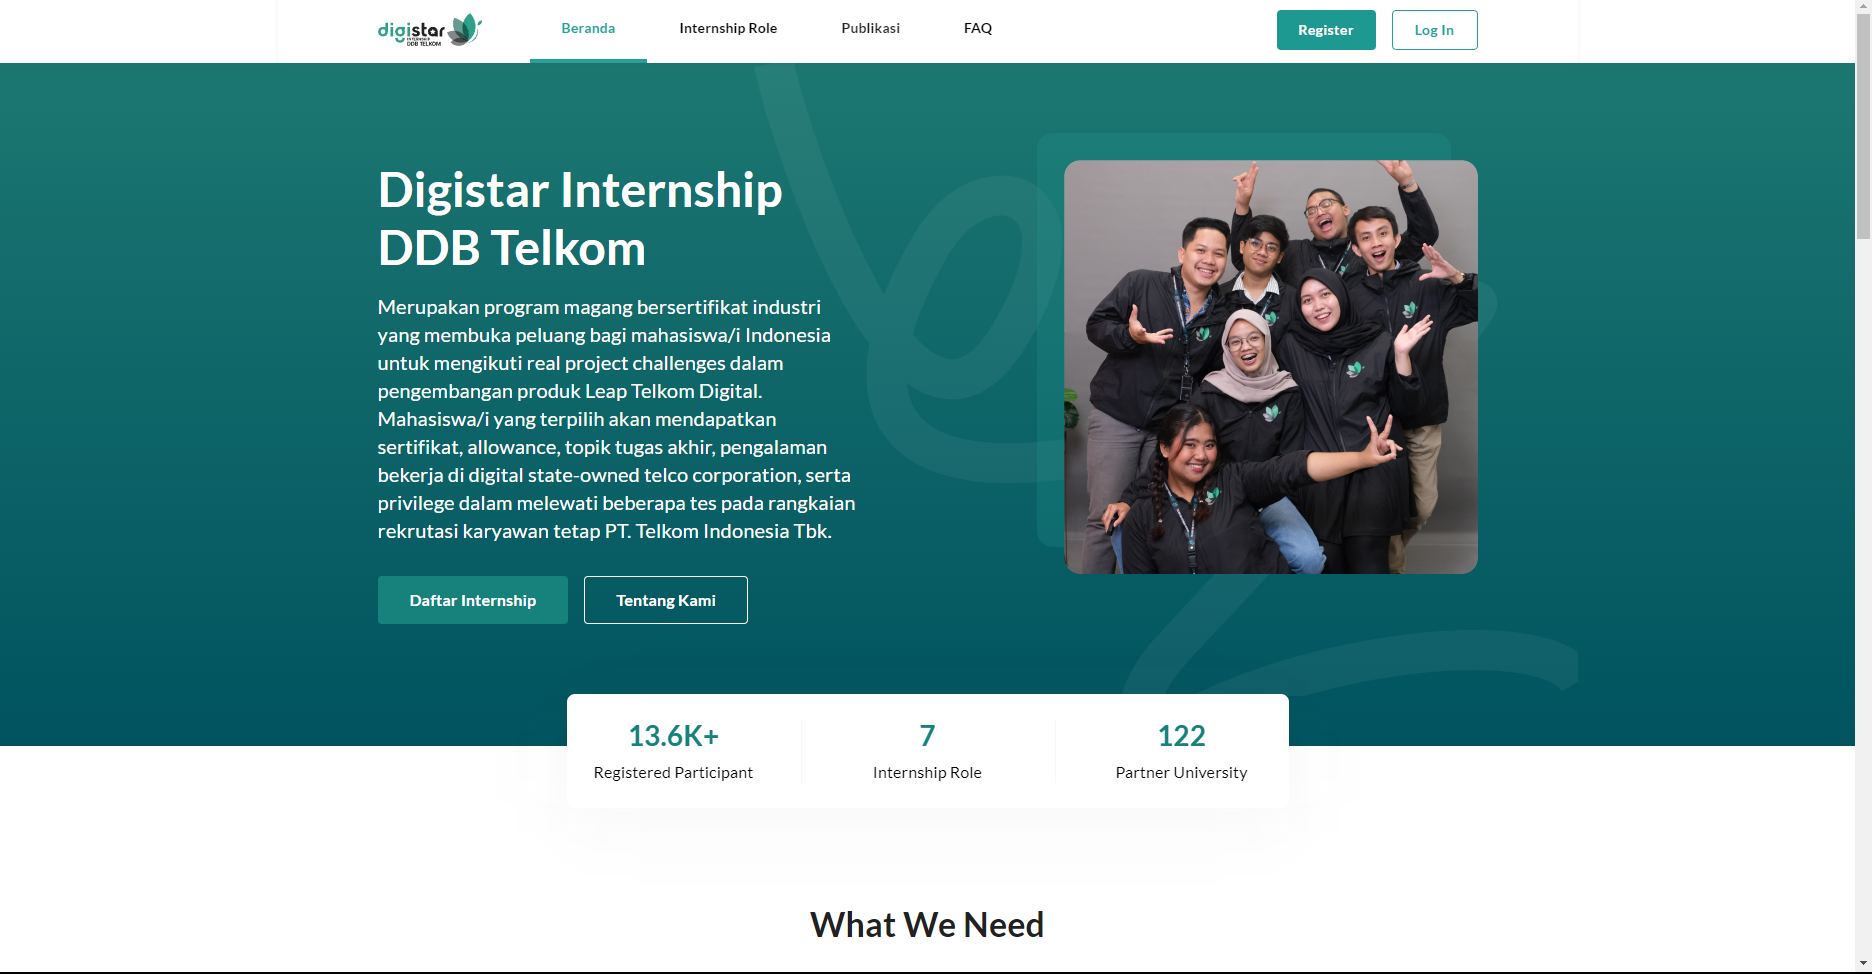 digistar
INTERNSHIP
DDB TELKOM
Beranda
Internship Role
Publikasi
FAQ
Register
Log In
Digistar Internship
DDB Telkom
Merupakan program magang bersertifikat industri
yang membuka peluang bagi mahasiswa/i Indonesia
untuk mengikuti real project challenges dalam
pengembangan produk Leap Telkom Digital.
Mahasiswa/i yang terpilih akan mendapatkan
sertifikat, allowance, topik tugas akhir, pengalaman
bekerja di digital state-owned telco corporation, serta
privilege dalam melewati beberapa tes pada rangkaian
rekrutasi karyawan tetap PT. Telkom Indonesia Tbk.
Daftar Internship
Tentang Kami
13.6K+
Registered Participant
7
Internship Role
122
Partner University
What We Need